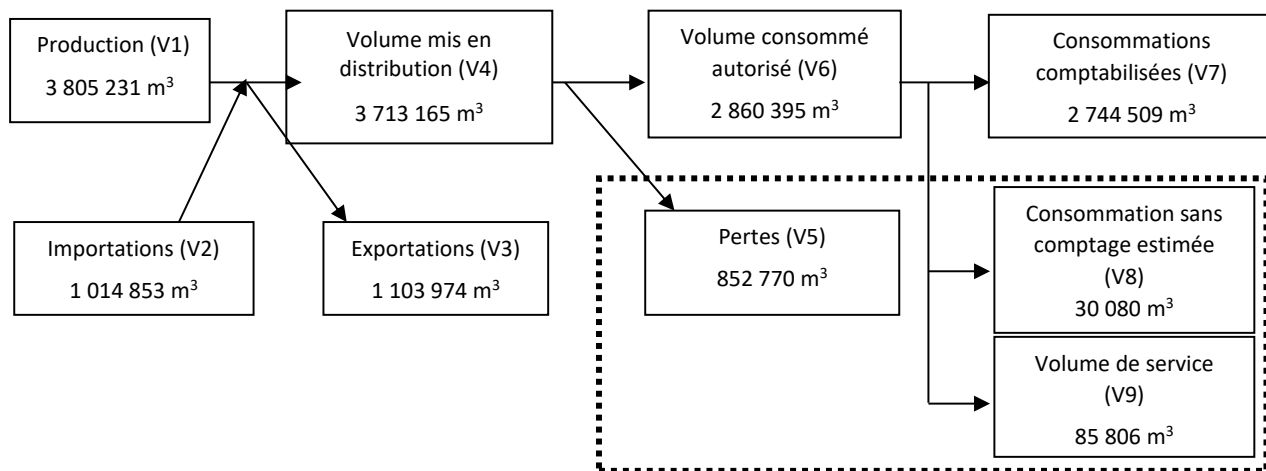 Production (V1)
3 805 231 m³
Volume mis en
distribution (V4)
3 713 165 m³
Volume consommé
autorisé (V6)
2 860 395 m³
Consommations
comptabilisées (V7)
2 744 509 m³
Importations (V2)
1 014 853 m³
Exportations (V3)
1 103 974 m³
Pertes (V5)
852 770 m³
Consommation sans
comptage estimée
(V8)
30 080 m³
Volume de service
(V9)
85 806 m³